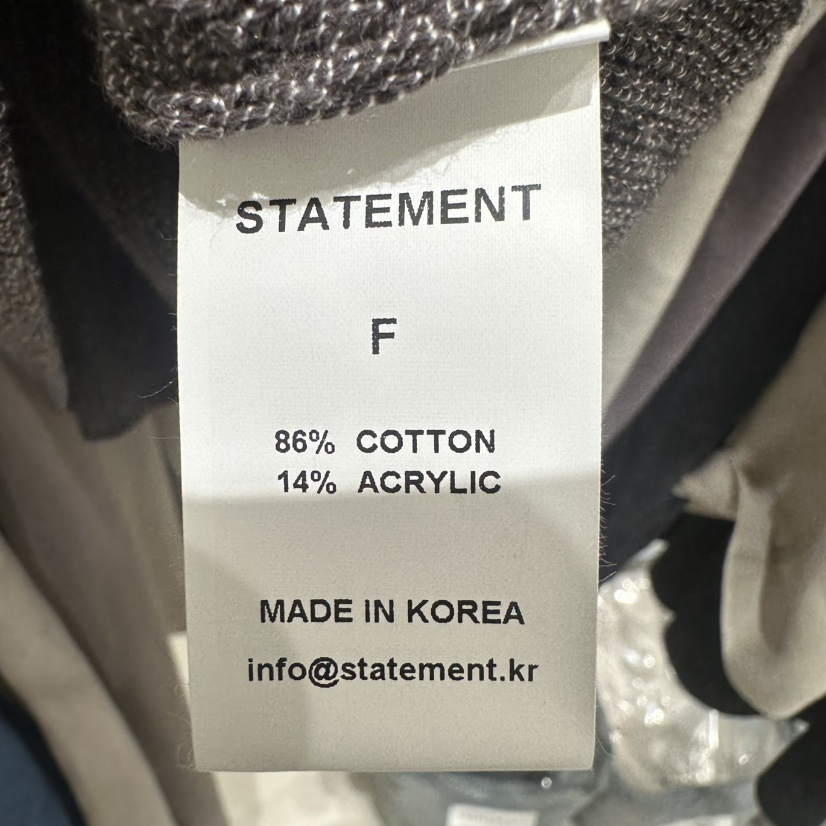 STATEMENT
F
86% COTTON
14% ACRYLIC
MADE IN KOREA
info@statement.kr